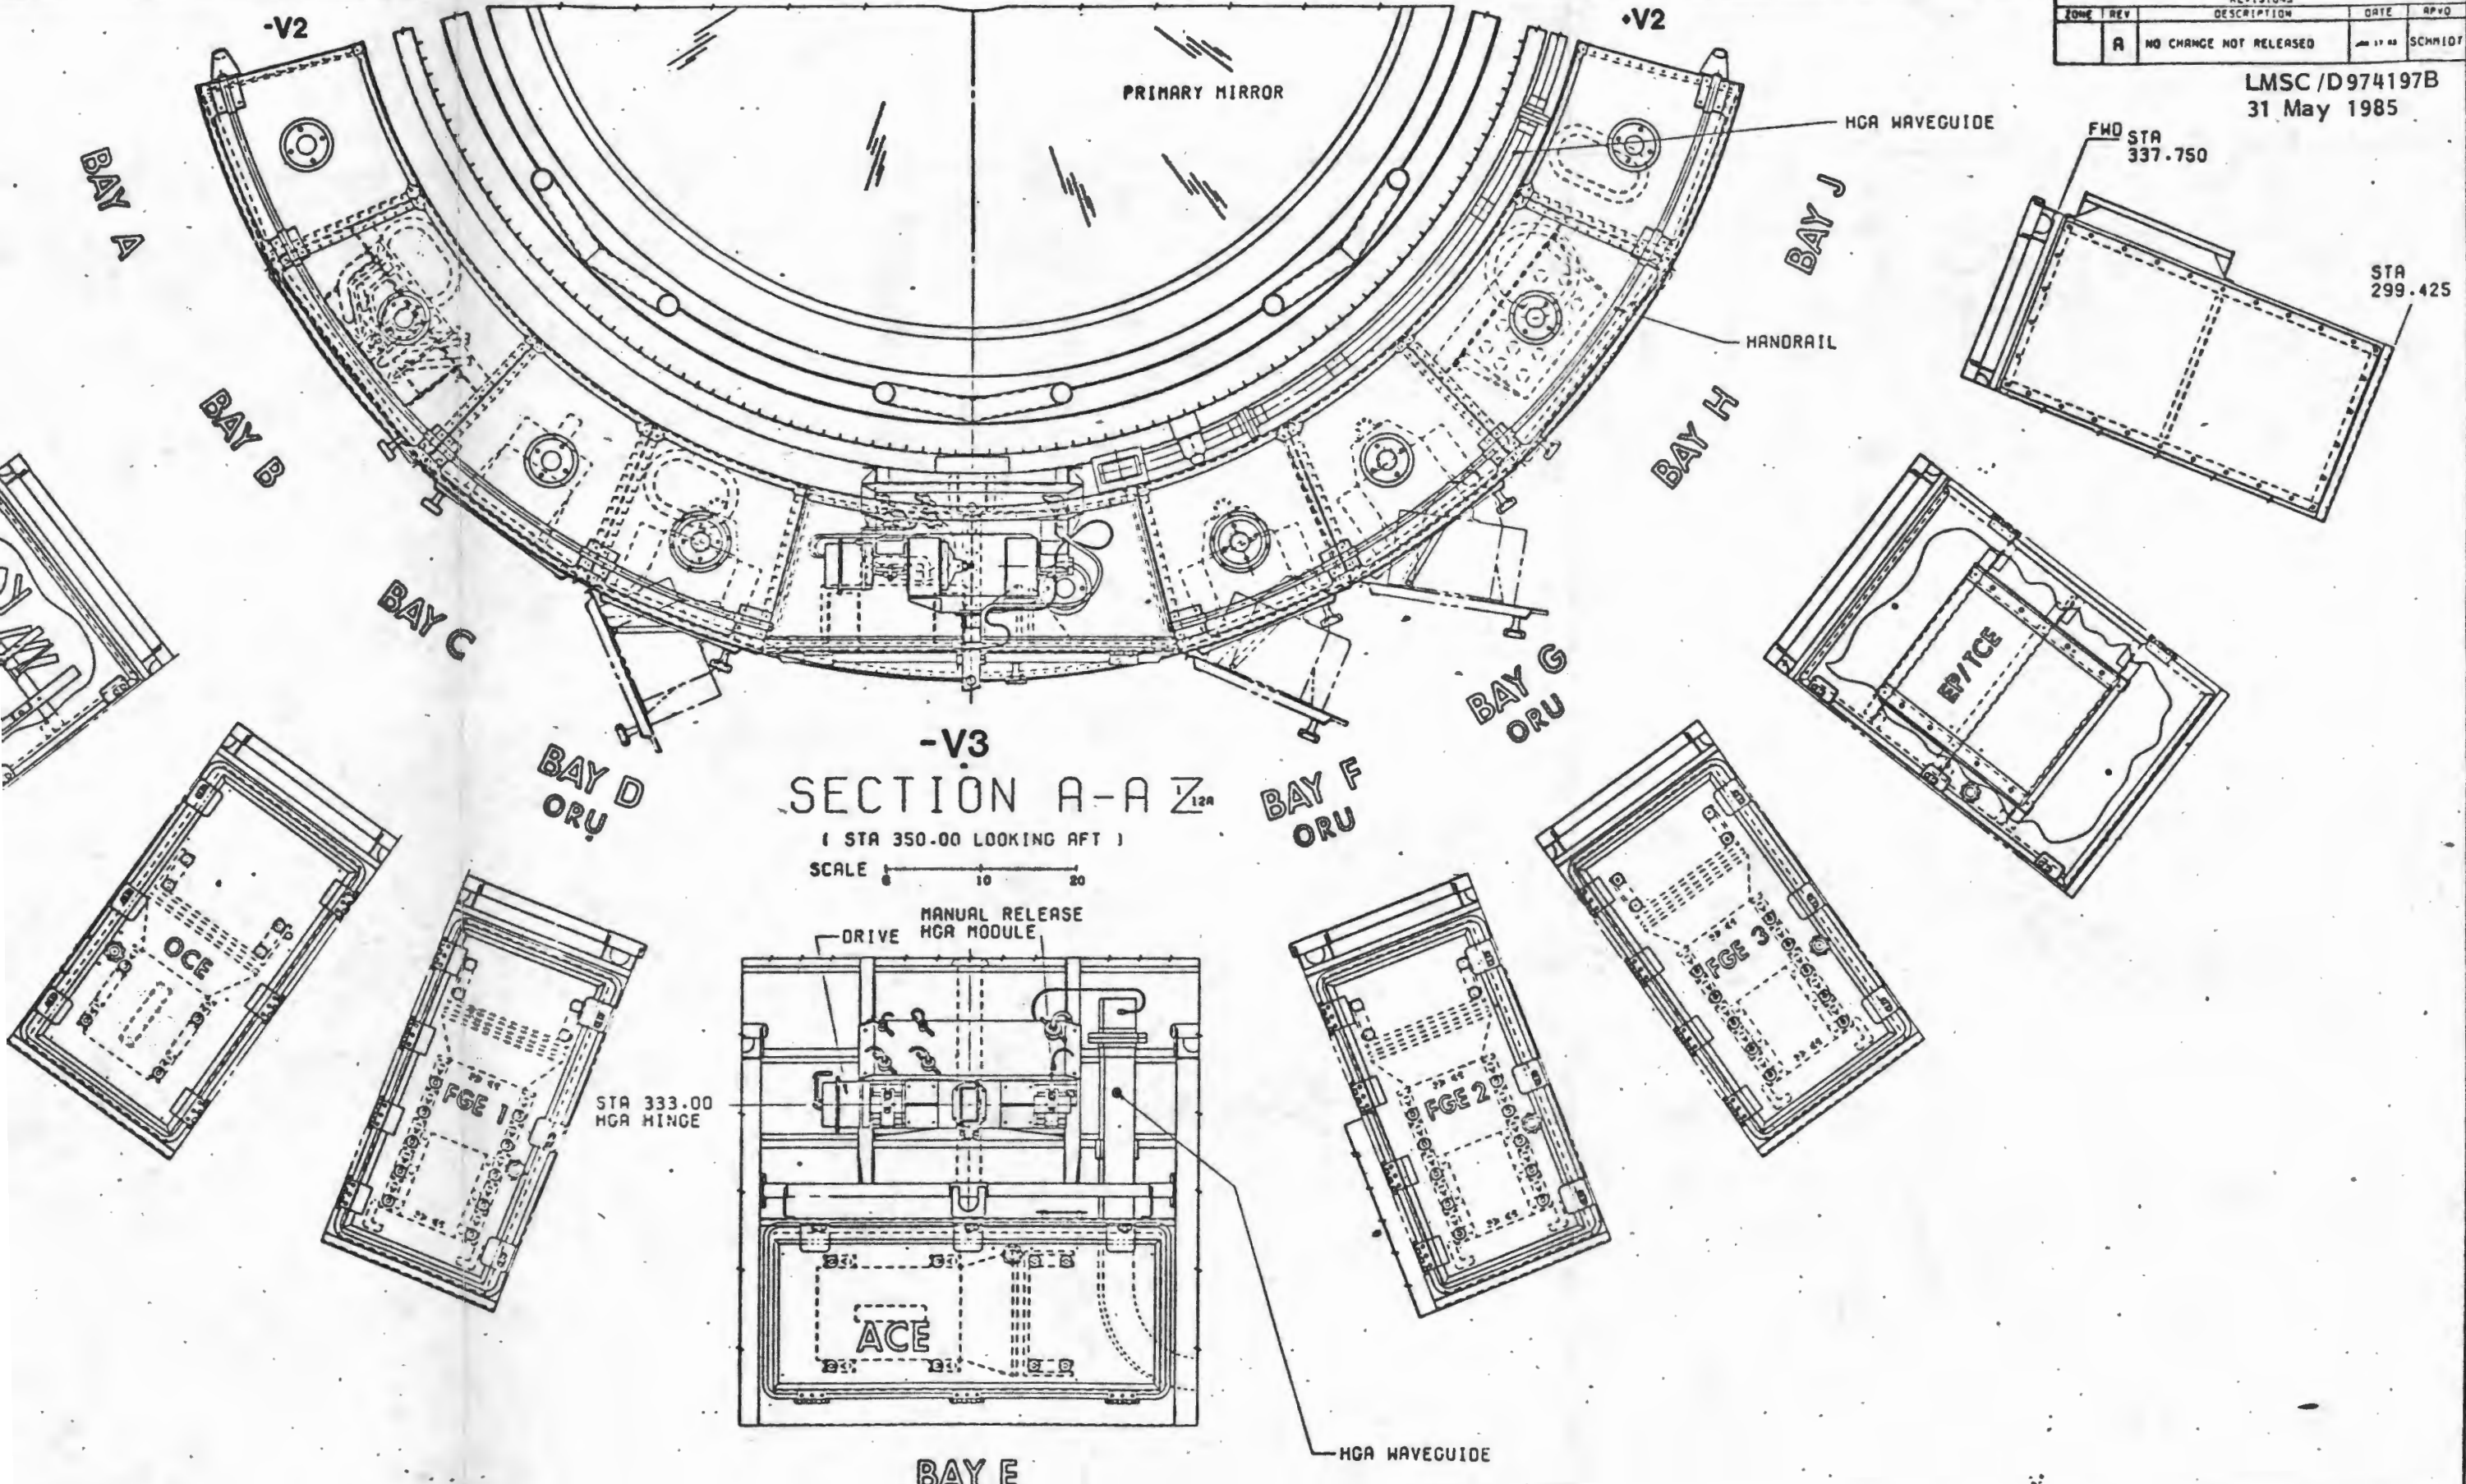 -V2
+V2
REVISIONS
ZONE REV DESCRIPTION DATE APVD
A NO CHANGE NOT RELEASED SCHMIDT
LMSC/D974197B
31 May 1985
PRIMARY MIRROR
HGA WAVEGUIDE
FWD STA
337.750
STA
299.425
HANDRAIL
BAY A
BAY B
BAY C
BAY D
ORU
BAY J
BAY H
BAY G
ORU
BAY F
ORU
-V3
SECTION A-A
( STA 350.00 LOOKING AFT )
SCALE 0 10 20
EP/TCE
OCE
FGE 1
FGE 2
FGE 3
MANUAL RELEASE
HGA MODULE
DRIVE
STA 333.00
HGA HINGE
ACE
HGA WAVEGUIDE
BAY E